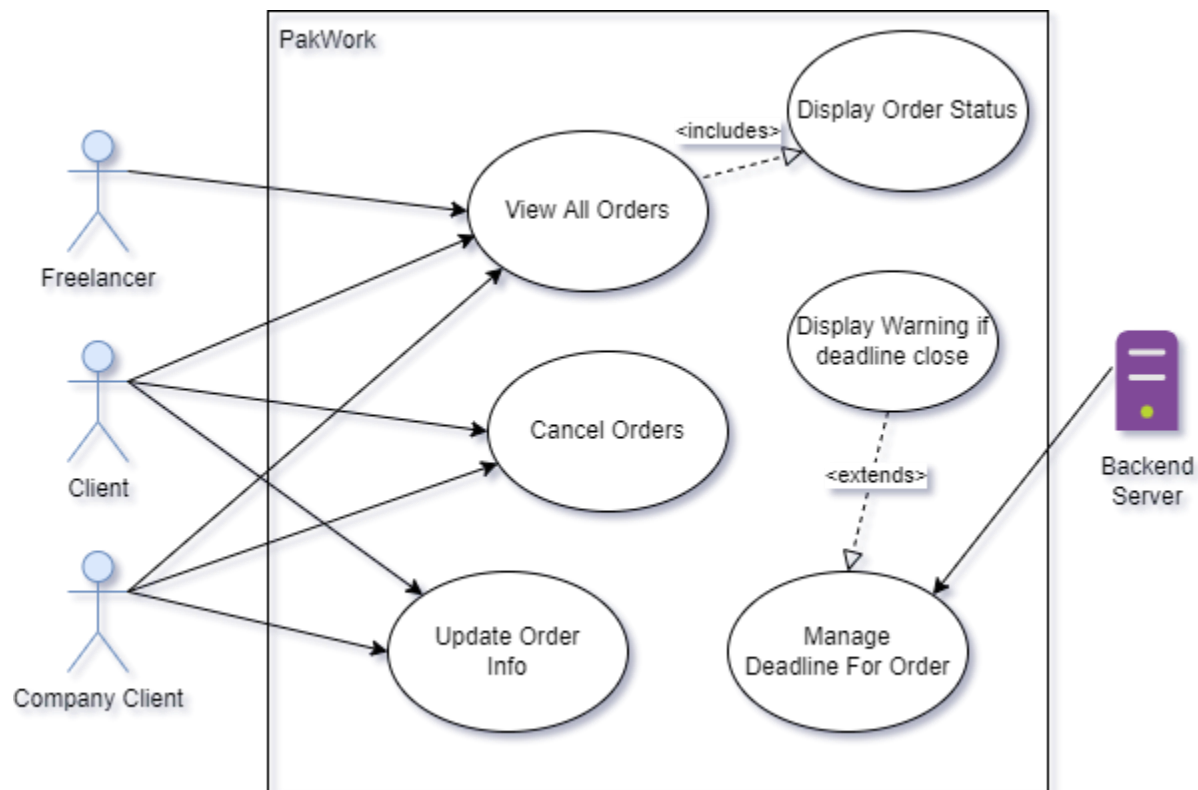 PakWork
Display Order Status
<includes>
View All Orders
Freelancer
Display Warning if
deadline close
Cancel Orders
Client
<extends>
Backend
Server
Update Order
Info
Manage
Deadline For Order
Company Client